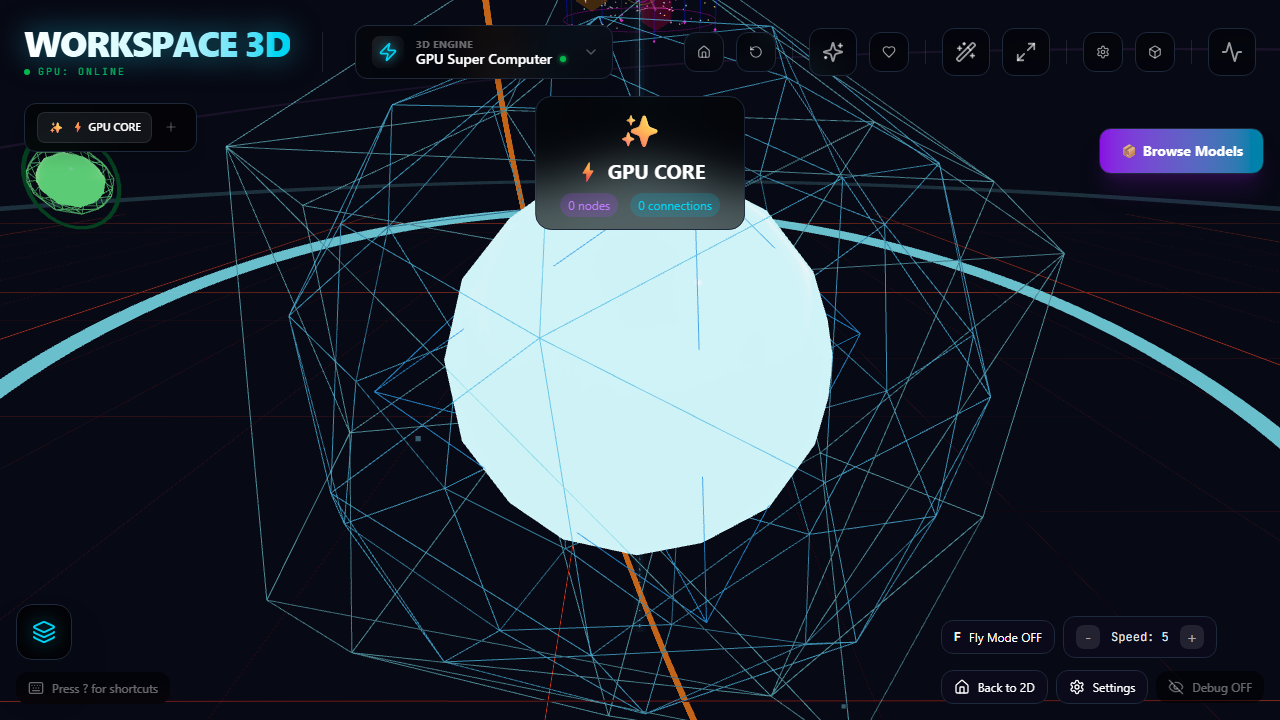 WORKSPACE 3D
GPU: ONLINE
3D ENGINE
GPU Super Computer
GPU CORE
+
Browse Models
GPU CORE
0 nodes
0 connections
F Fly Mode OFF
- Speed: 5 +
Press ? for shortcuts
Back to 2D
Settings
Debug OFF